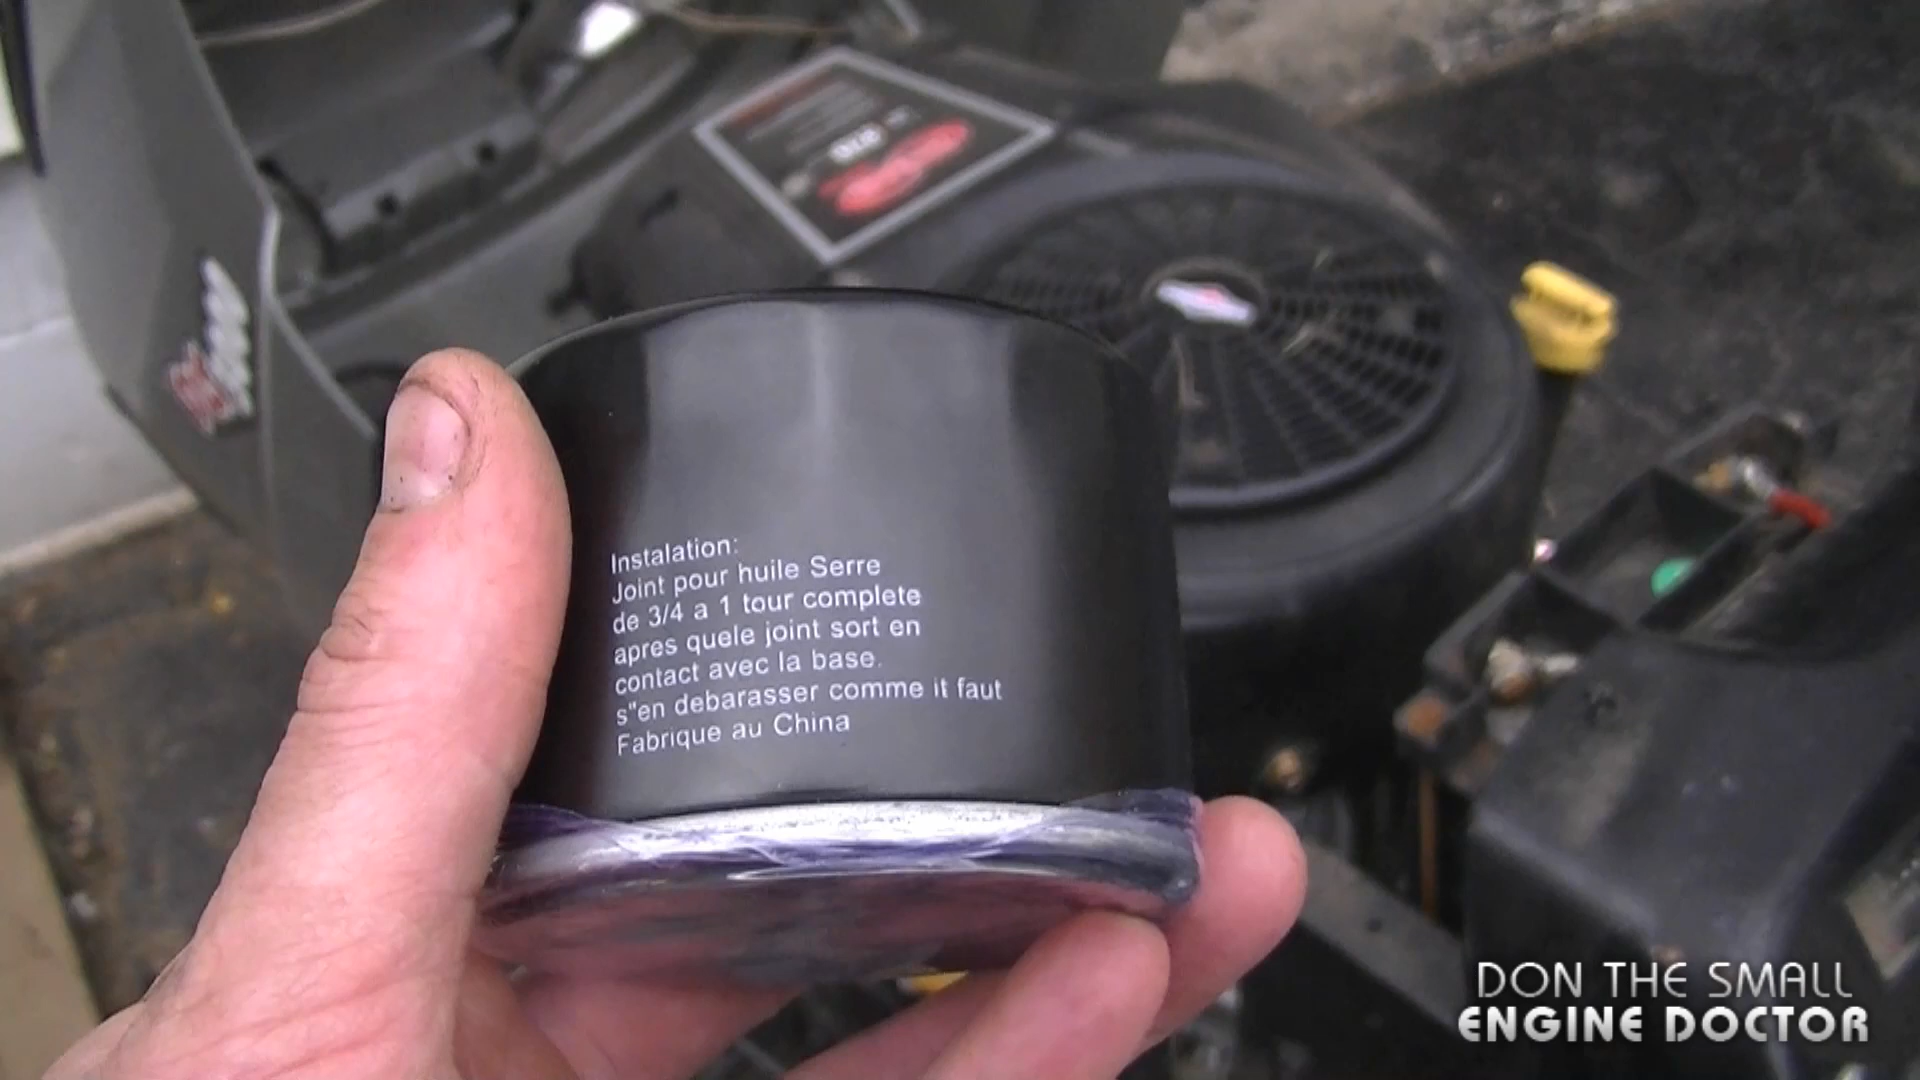 Instalation:
Joint pour huile Serre
de 3/4 a 1 tour complete
apres quele joint sort en
contact avec la base.
s"en debarasser comme it faut
Fabrique au China
DON THE SMALL
ENGINE DOCTOR